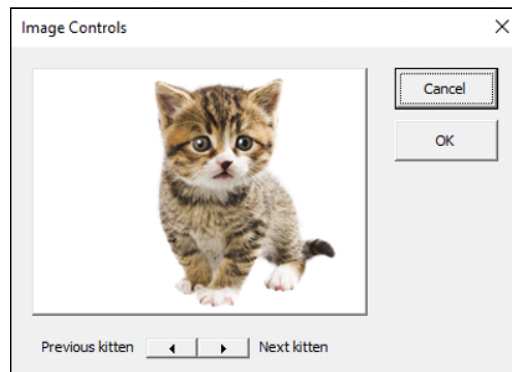 Image Controls
Cancel
OK
Previous kitten
Next kitten